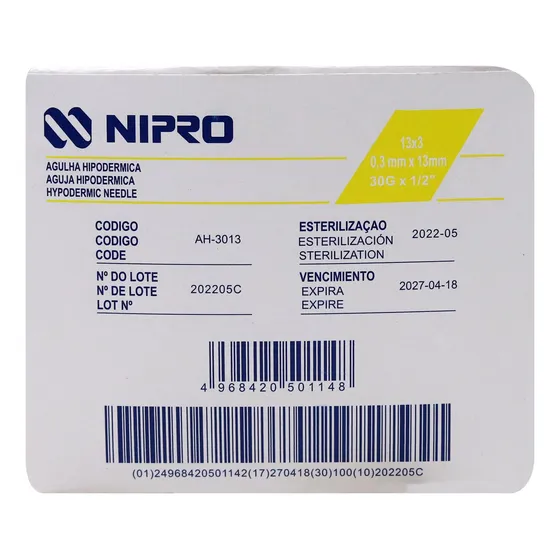 NIPRO
AGULHA HIPODERMICA
AGUJA HIPODERMICA
HYPODERMIC NEEDLE
13x3
0.3 mm x 13mm
30G x 1/2"
CODIGO
CODIGO
CODE
AH-3013
ESTERILIZAÇAO
ESTERILIZACIÓN
STERILIZATION
2022-05
Nº DO LOTE
Nº DE LOTE
LOT Nº
202205C
VENCIMIENTO
EXPIRA
EXPIRE
2027-04-18
4 968420 501148
(01)24968420501142(17)270418(30)100(10)202205C